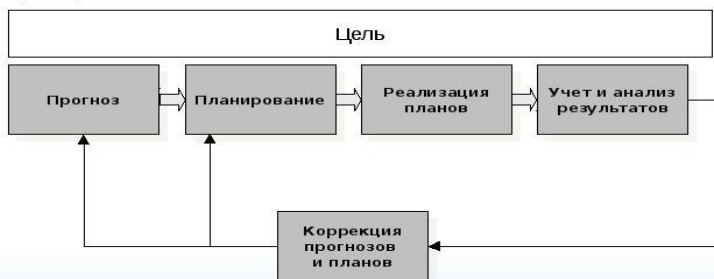 Цель
Прогноз
Планирование
Реализация
планов
Учет и анализ
результатов
Коррекция
прогнозов
и планов